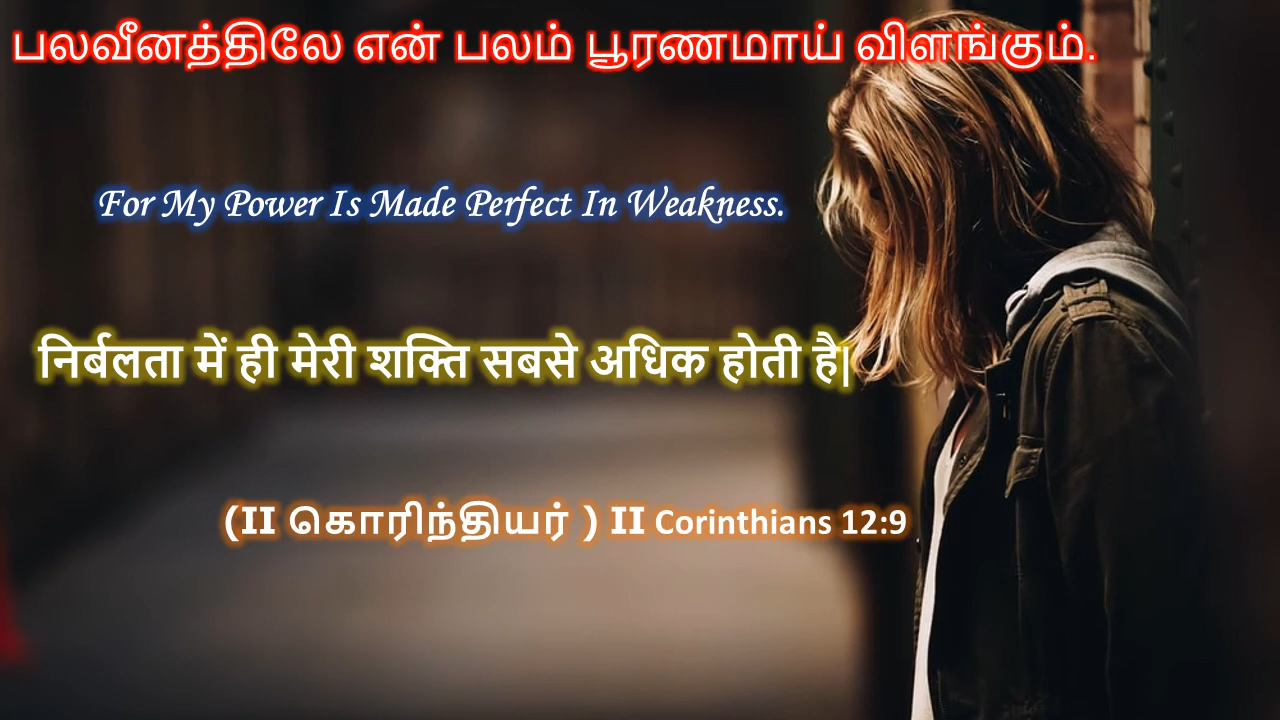 பலவீனத்திலே என் பலம் பூரணமாய் விளங்கும்.
For My Power Is Made Perfect In Weakness.
निर्बलता में ही मेरी शक्ति सबसे अधिक होती है|
(II கொரிந்தியர் ) II Corinthians 12:9